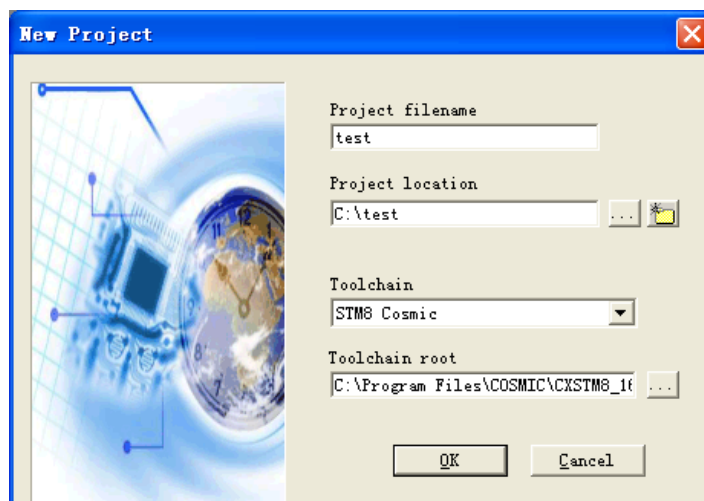 New Project
Project filename
test
Project location
C:\test
...
Toolchain
STM8 Cosmic
Toolchain root
C:\Program Files\COSMIC\CXSTM8_16
...
OK
Cancel